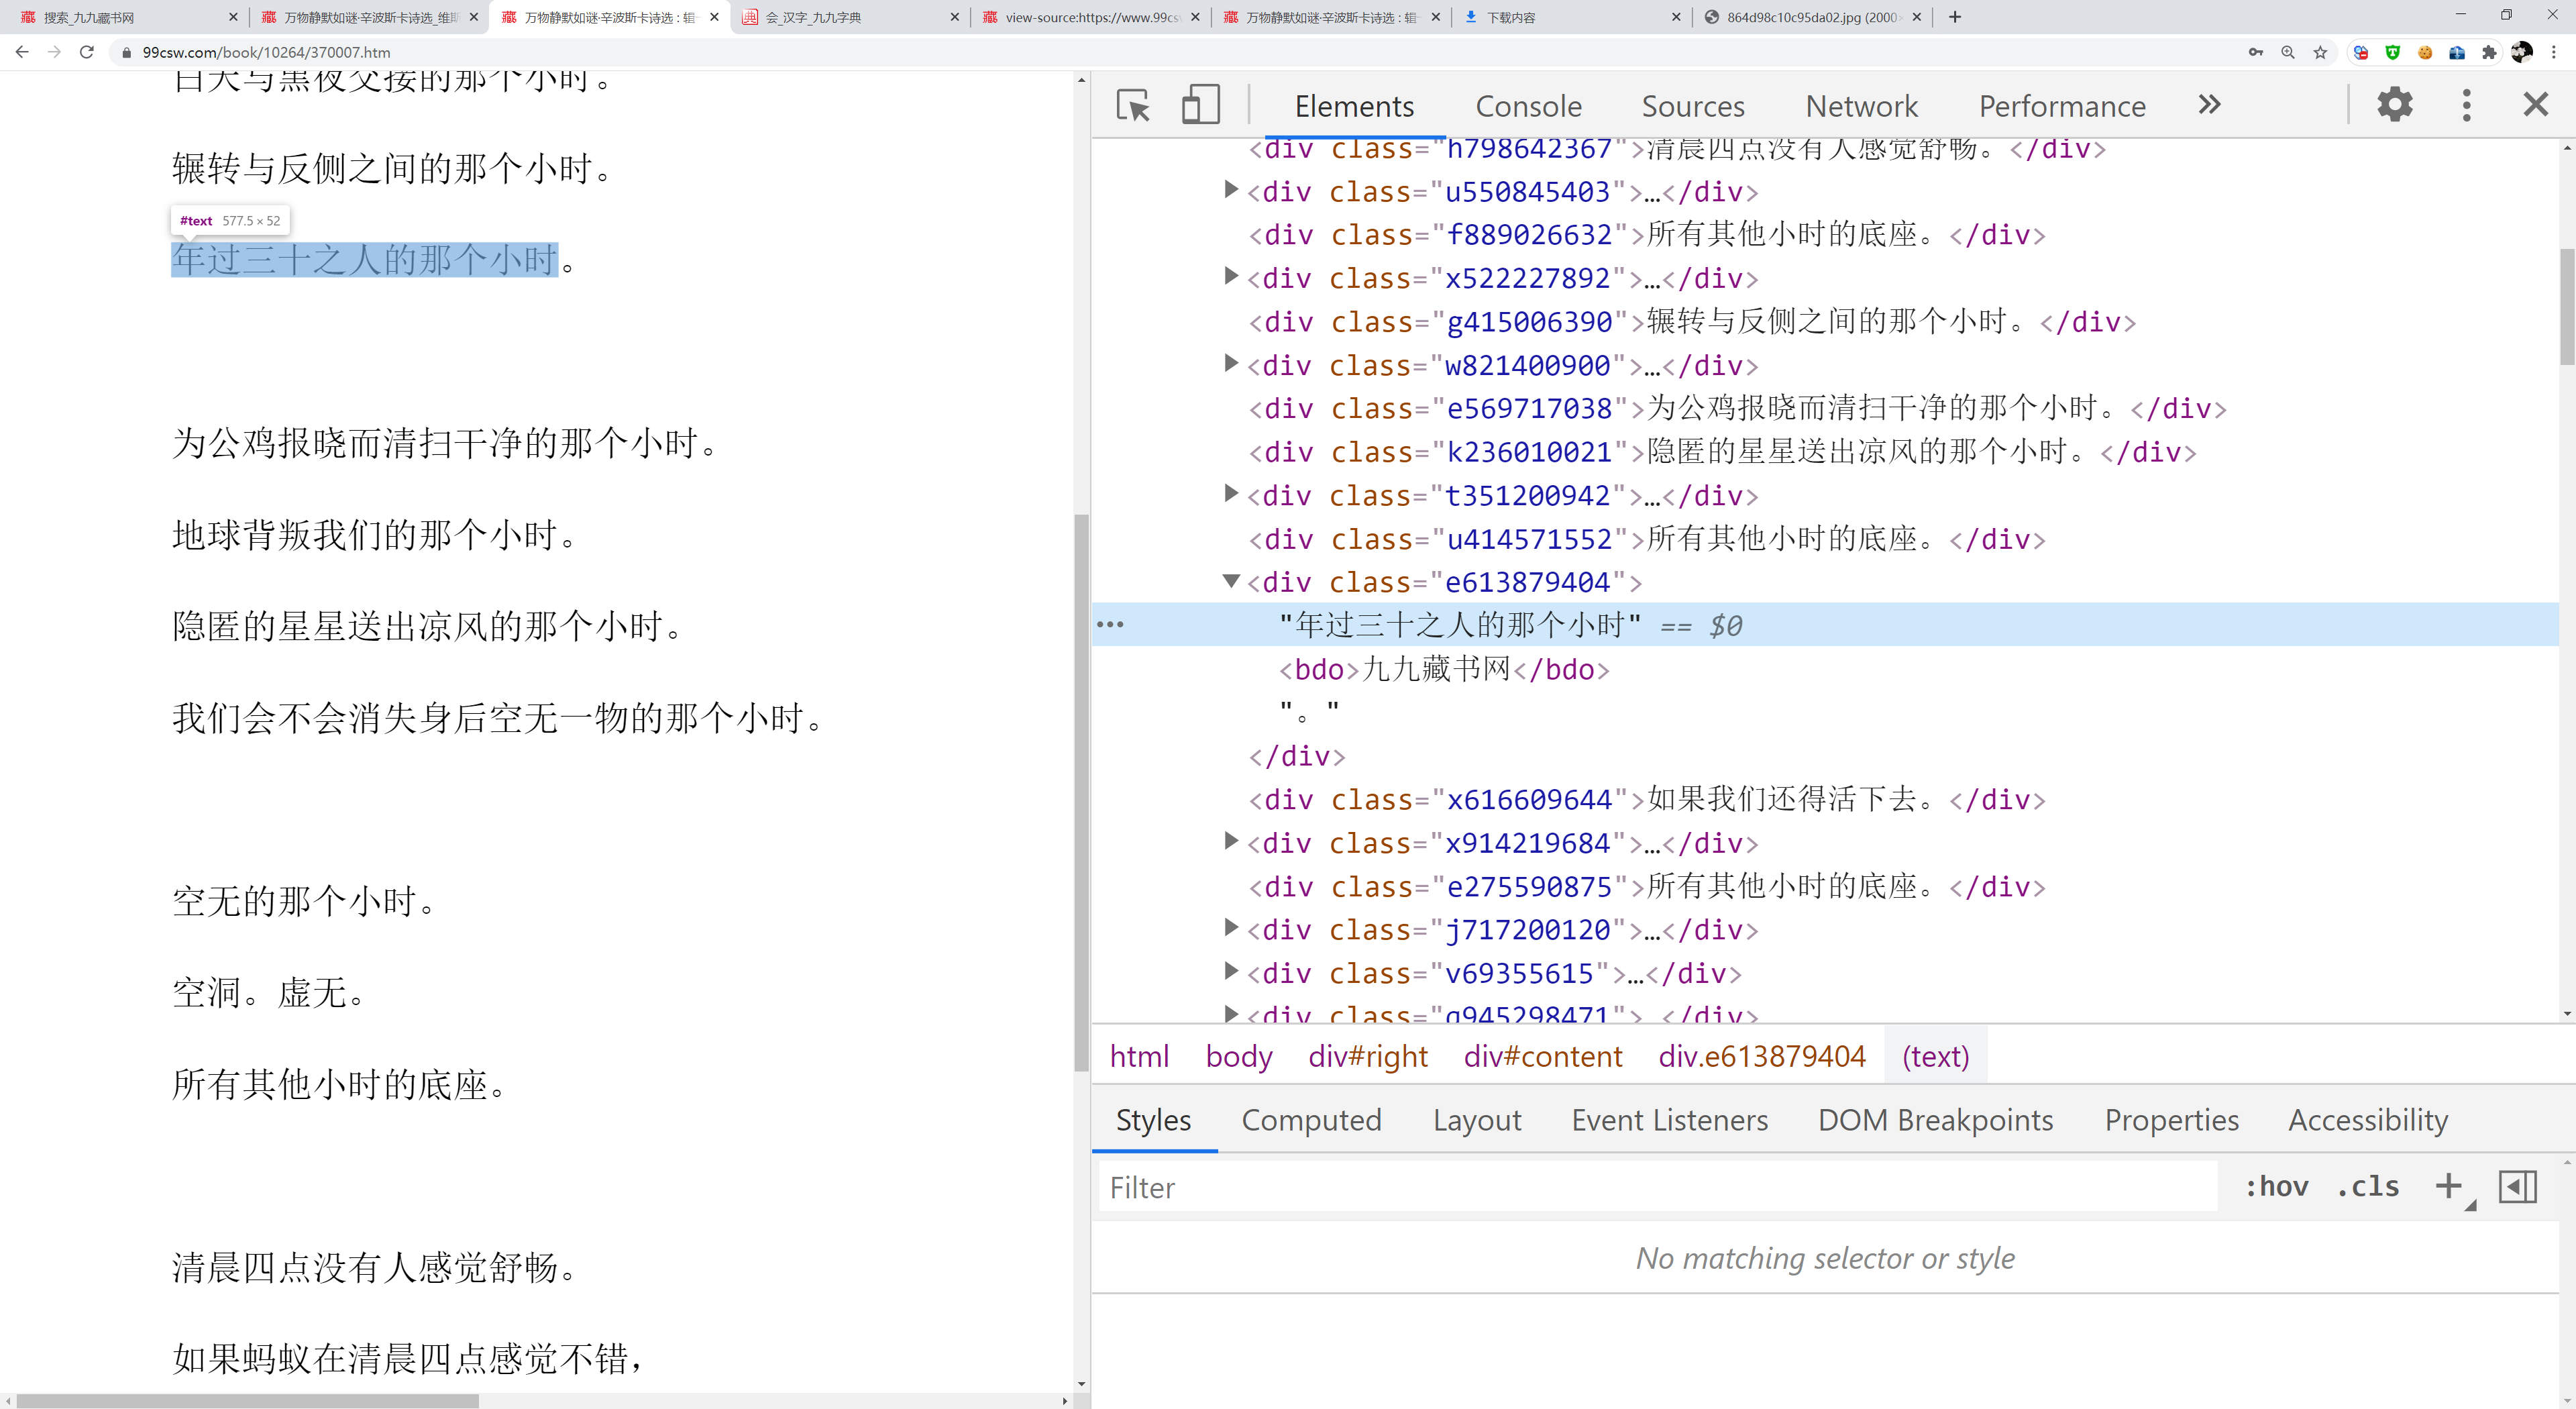 搜索_九九藏书网
万物静默如谜·辛波斯卡诗选_维斯
万物静默如谜·辛波斯卡诗选 : 辑一
会_汉字_九九字典
view-source:https://www.99csw
万物静默如谜·辛波斯卡诗选 : 辑一
下载内容
864d98c10c95da02.jpg (2000×
99csw.com/book/10264/370007.htm
白天与黑夜交接的那个小时。
辗转与反侧之间的那个小时。
#text 577.5 × 52
年过三十之人的那个小时。
为公鸡报晓而清扫干净的那个小时。
地球背叛我们的那个小时。
隐匿的星星送出凉风的那个小时。
我们会不会消失身后空无一物的那个小时。
空无的那个小时。
空洞。虚无。
所有其他小时的底座。
清晨四点没有人感觉舒畅。
如果蚂蚁在清晨四点感觉不错，
Elements Console Sources Network Performance
<div class="h798642367">清晨四点没有人感觉舒畅。</div>
<div class="u550845403">…</div>
<div class="f889026632">所有其他小时的底座。</div>
<div class="x522227892">…</div>
<div class="g415006390">辗转与反侧之间的那个小时。</div>
<div class="w821400900">…</div>
<div class="e569717038">为公鸡报晓而清扫干净的那个小时。</div>
<div class="k236010021">隐匿的星星送出凉风的那个小时。</div>
<div class="t351200942">…</div>
<div class="u414571552">所有其他小时的底座。</div>
<div class="e613879404">
"年过三十之人的那个小时" == $0
<bdo>九九藏书网</bdo>
"。"
</div>
<div class="x616609644">如果我们还得活下去。</div>
<div class="x914219684">…</div>
<div class="e275590875">所有其他小时的底座。</div>
<div class="j717200120">…</div>
<div class="v69355615">…</div>
<div class="q945298471">…</div>
html body div#right div#content div.e613879404 (text)
Styles Computed Layout Event Listeners DOM Breakpoints Properties Accessibility
Filter :hov .cls
No matching selector or style